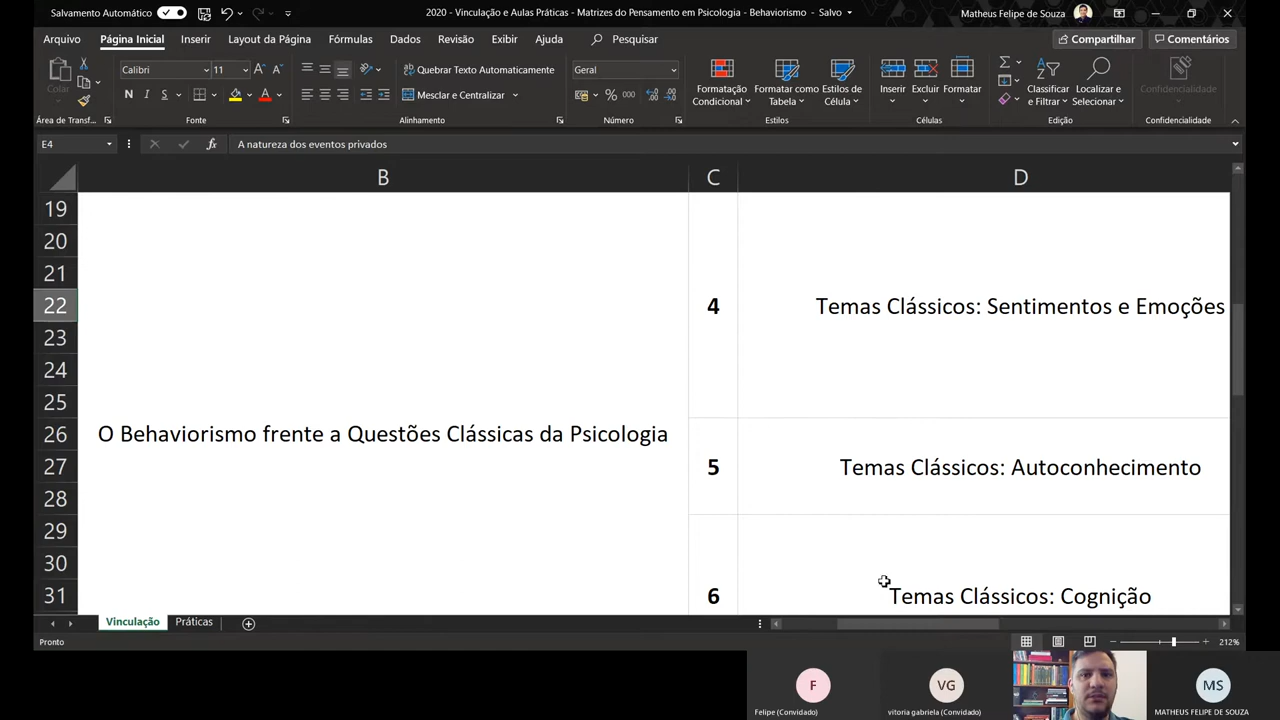 Salvamento Automático
2020 - Vinculação e Aulas Práticas - Matrizes do Pensamento em Psicologia - Behaviorismo - Salvo
Matheus Felipe de Souza
Arquivo Página Inicial Inserir Layout da Página Fórmulas Dados Revisão Exibir Ajuda Pesquisar Compartilhar Comentários
Colar
Calibri 11
Quebrar Texto Automaticamente
Geral
N I S
Mesclar e Centralizar
% 000
Formatação Condicional
Formatar como Tabela
Estilos de Célula
Inserir Excluir Formatar
Classificar e Filtrar
Localizar e Selecionar
Confidencialidade
Área de Transf... Fonte Alinhamento Número Estilos Células Edição Confidencialidade
E4 fx A natureza dos eventos privados
B C D
19
20
21
22 4 Temas Clássicos: Sentimentos e Emoções
23
24
25
26 O Behaviorismo frente a Questões Clássicas da Psicologia
27 5 Temas Clássicos: Autoconhecimento
28
29
30
31 6 Temas Clássicos: Cognição
Vinculação Práticas
Pronto 212%
F VG MS
Felipe (Convidado) vitoria gabriela (Convidado) MATHEUS FELIPE DE SOUZA